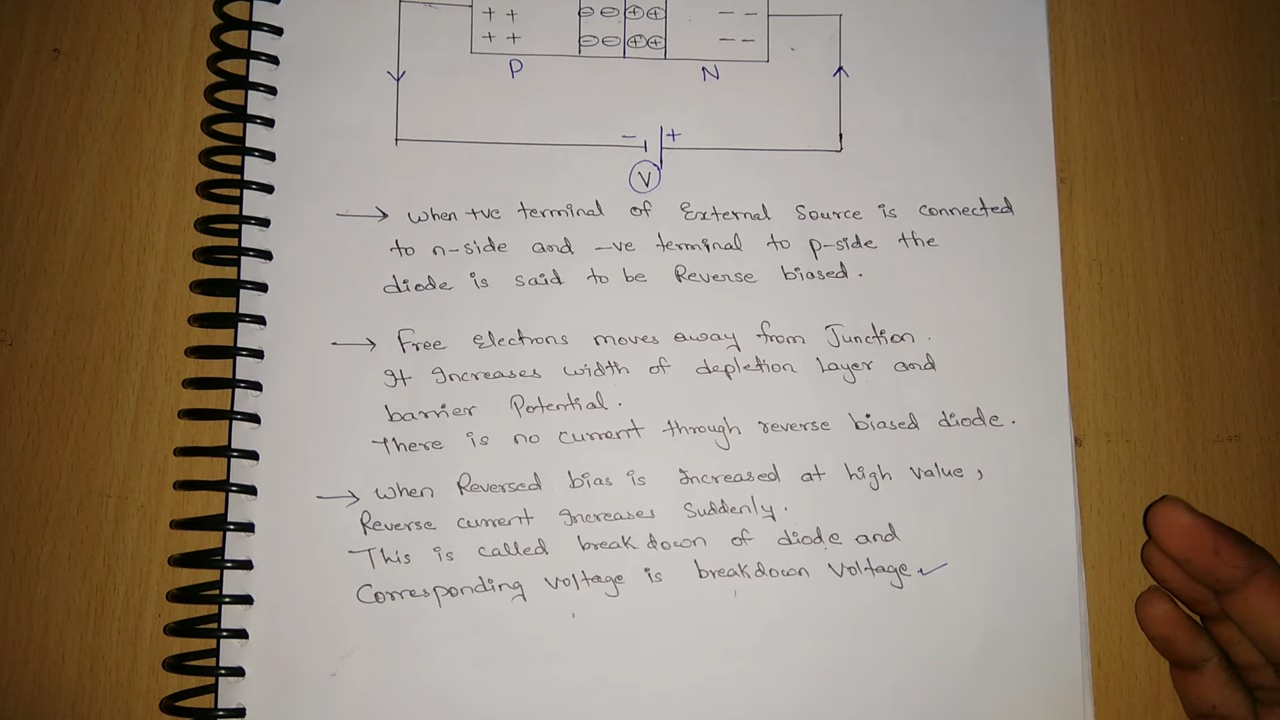 + + ⊖⊖ ⊕⊕ − −
+ + ⊖⊖ ⊕⊕ − −
P N
− +
V
→ When +ve terminal of External Source is connected
to n-side and -ve terminal to p-side the
diode is said to be Reverse biased.
→ Free electrons moves away from Junction.
It Increases width of depletion Layer and
barrier Potential.
There is no current through reverse biased diode.
→ When Reversed bias is Increased at high value,
Reverse current Increases Suddenly.
This is called breakdown of diode and
Corresponding voltage is breakdown voltage